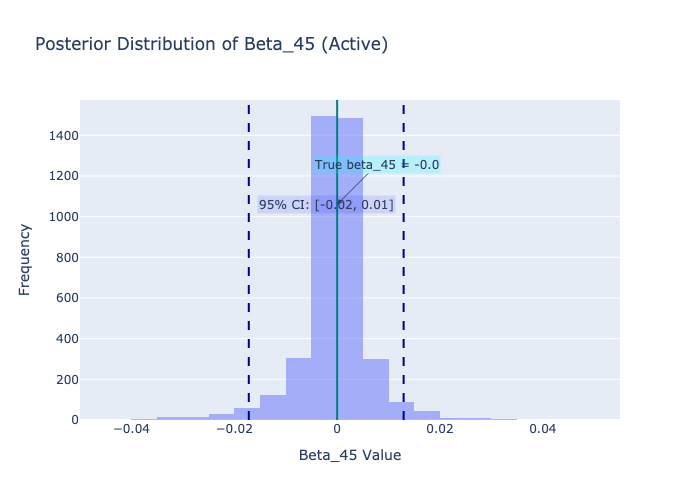 Posterior Distribution of Beta_45 (Active)
1400
1200
1000
800
600
400
200
0
Frequency
True beta_45 = -0.0
95% CI: [-0.02, 0.01]
−0.04
−0.02
0
0.02
0.04
Beta_45 Value